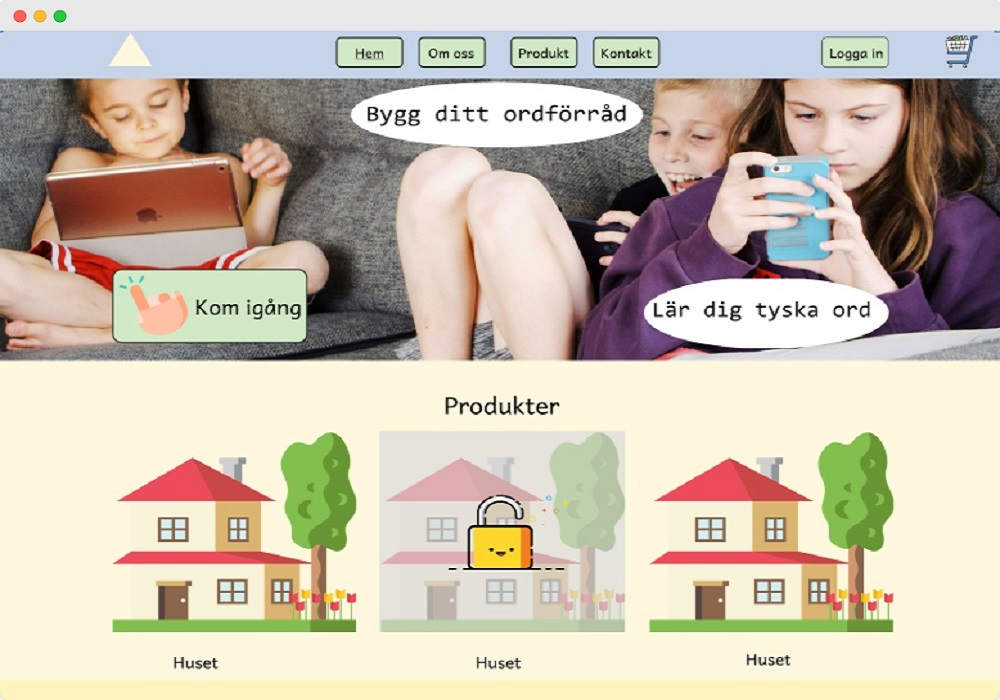 Hem
Om oss
Produkt
Kontakt
Logga in
Bygg ditt ordförråd
Kom igång
Lär dig tyska ord
Produkter
Huset
Huset
Huset